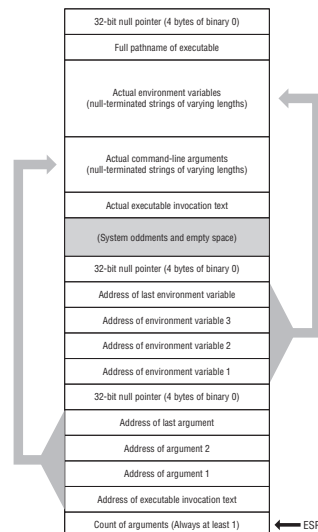 32-bit null pointer (4 bytes of binary 0)
Full pathname of executable
Actual environment variables
(null-terminated strings of varying lengths)
Actual command-line arguments
(null-terminated strings of varying lengths)
Actual executable invocation text
(System oddments and empty space)
32-bit null pointer (4 bytes of binary 0)
Address of last environment variable
Address of environment variable 3
Address of environment variable 2
Address of environment variable 1
32-bit null pointer (4 bytes of binary 0)
Address of last argument
Address of argument 2
Address of argument 1
Address of executable invocation text
Count of arguments (Always at least 1)
ESP